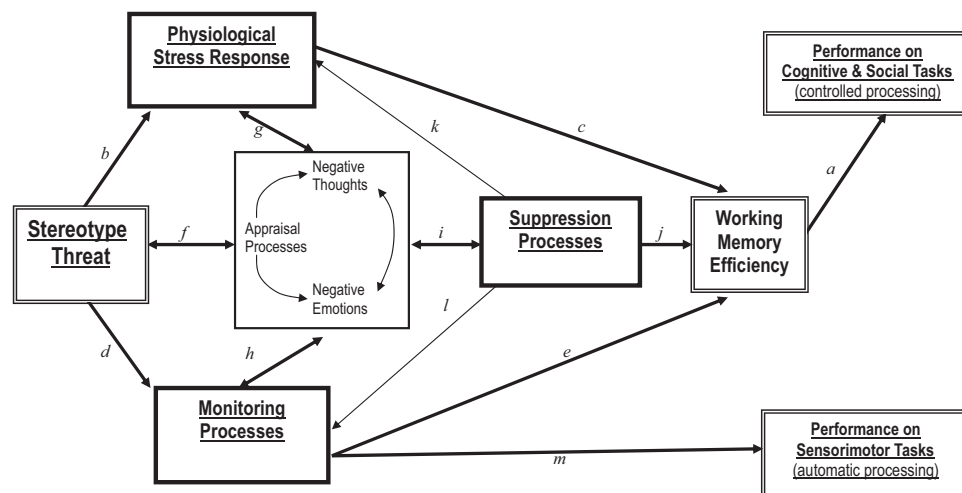 Physiological
Stress Response
Performance on
Cognitive & Social Tasks
(controlled processing)
k
c
g
b
a
Negative
Thoughts
Stereotype
Threat
f
Appraisal
Processes
i
Suppression
Processes
j
Working
Memory
Efficiency
Negative
Emotions
l
d
h
e
Monitoring
Processes
m
Performance on
Sensorimotor Tasks
(automatic processing)